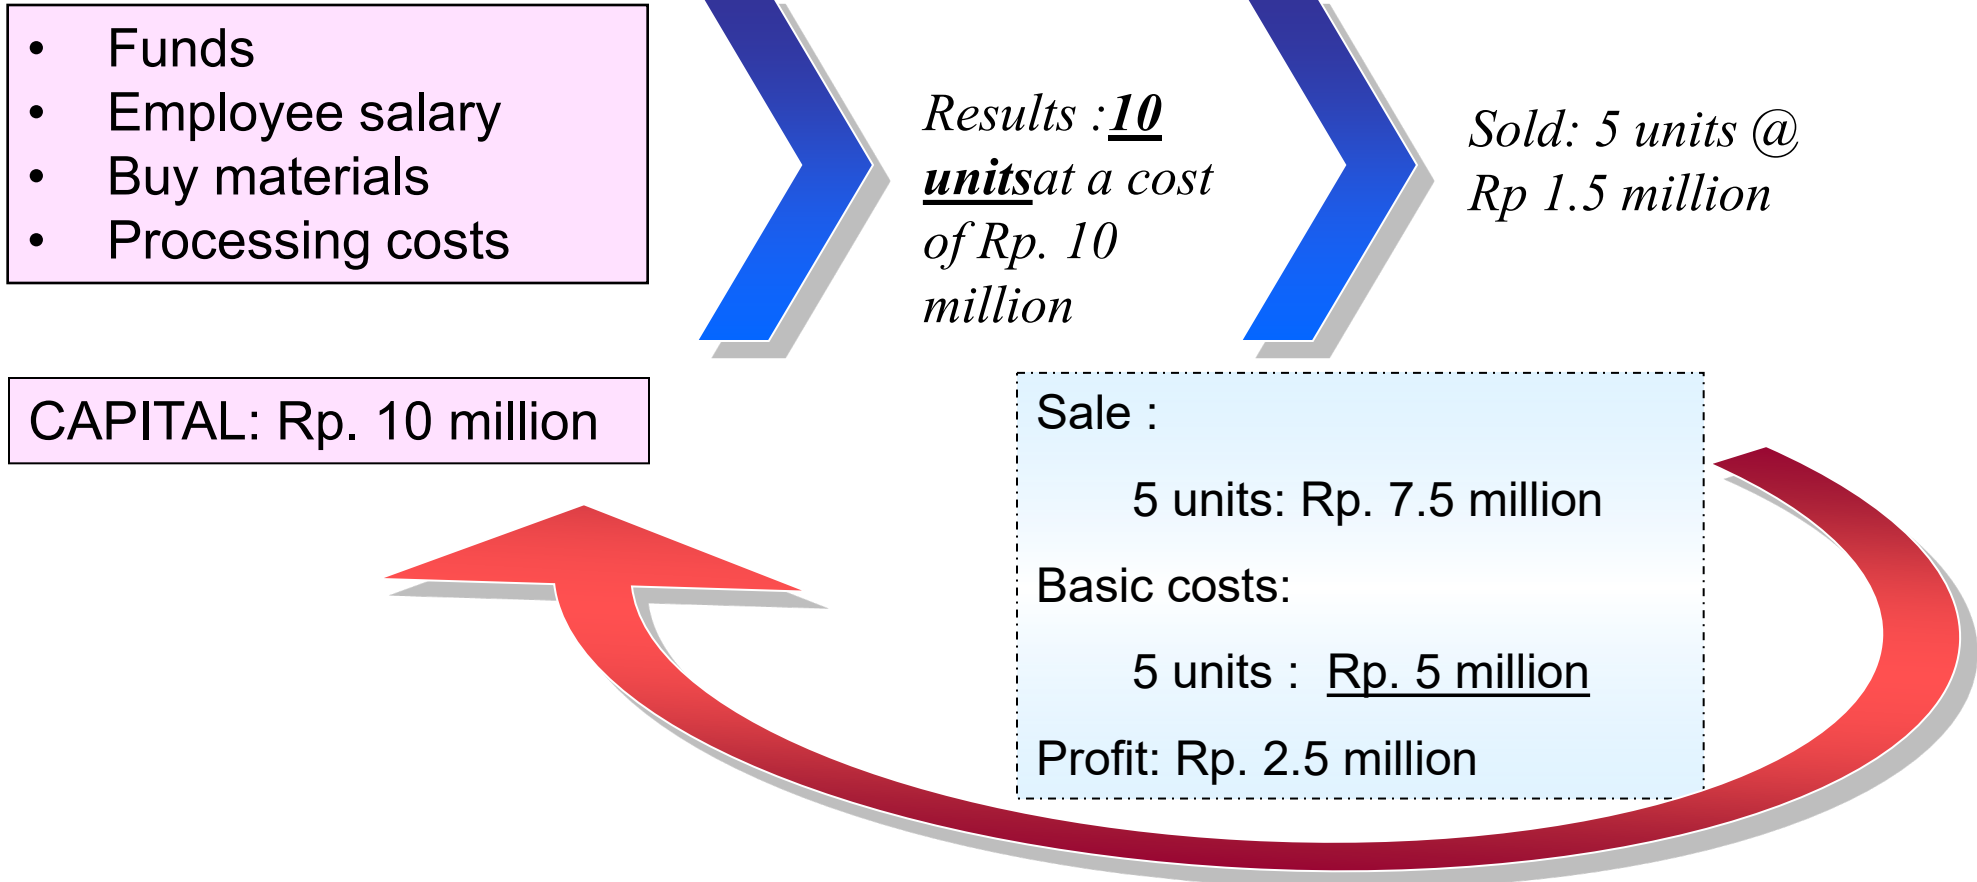 • Funds
• Employee salary
• Buy materials
• Processing costs
Results :10
unitsat a cost
of Rp. 10
million
Sold: 5 units @
Rp 1.5 million
CAPITAL: Rp. 10 million
Sale :
5 units: Rp. 7.5 million
Basic costs:
5 units : Rp. 5 million
Profit: Rp. 2.5 million